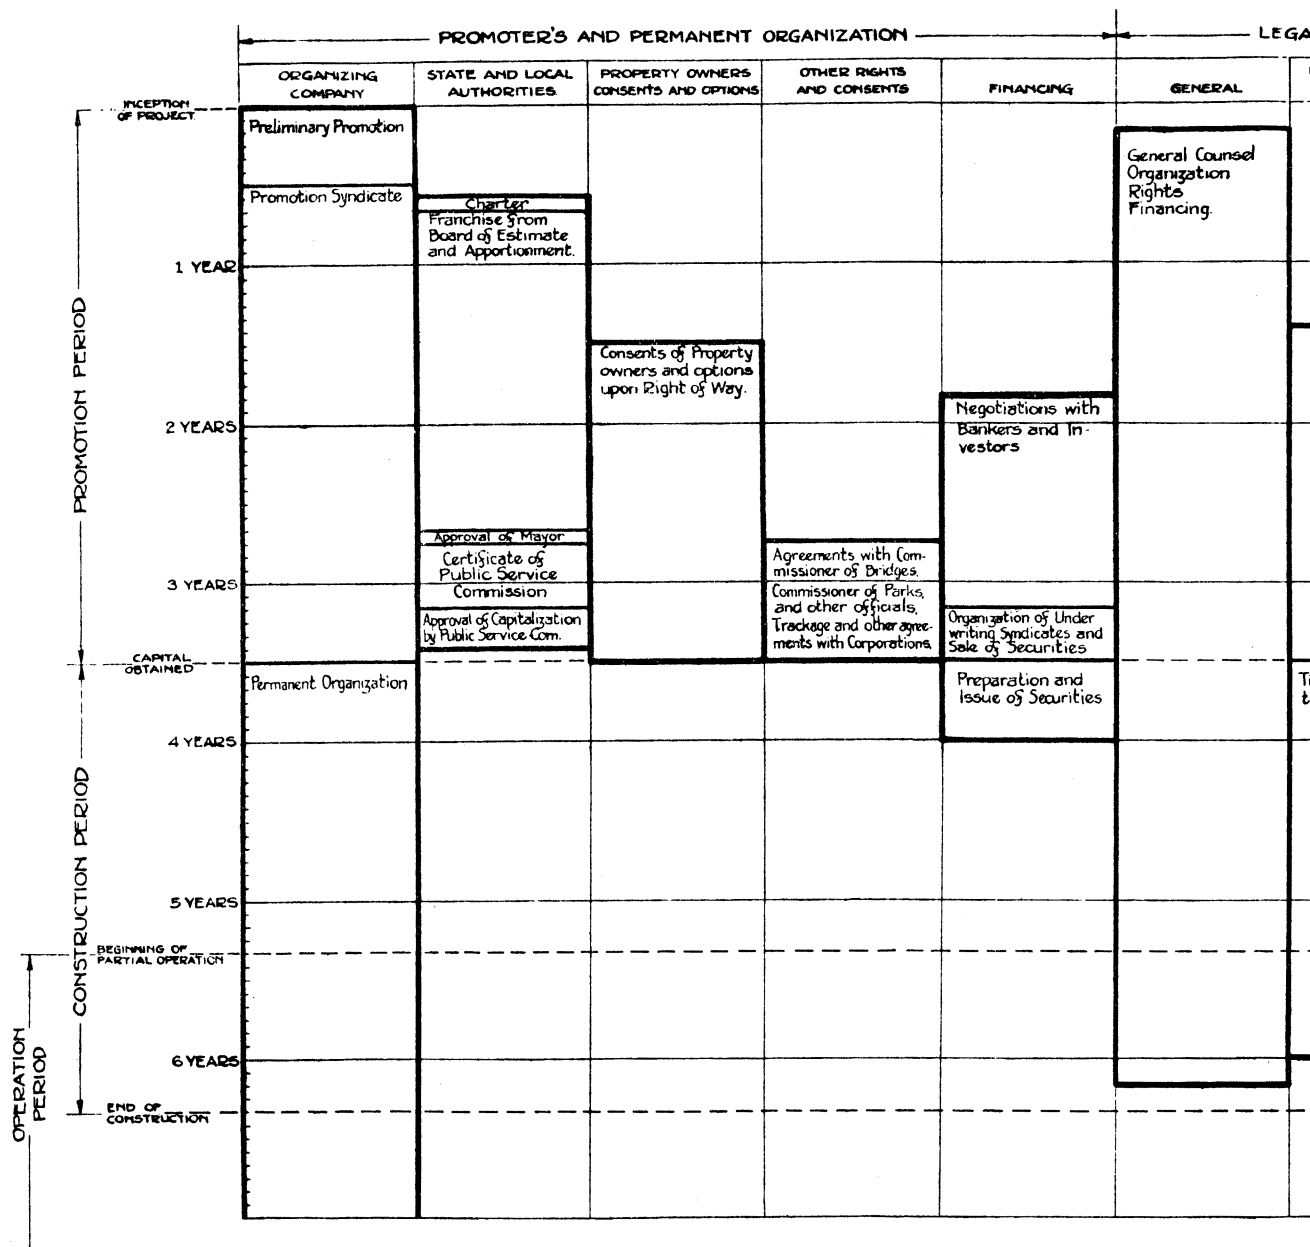 PROMOTER'S AND PERMANENT ORGANIZATION
LEGA
ORGANIZING
COMPANY
STATE AND LOCAL
AUTHORITIES
PROPERTY OWNERS
CONSENTS AND OPTIONS
OTHER RIGHTS
AND CONSENTS
FINANCING
GENERAL
INCEPTION
OF PROJECT
Preliminary Promotion
Promotion Syndicate
Charter
Franchise from
Board of Estimate
and Apportionment.
General Counsel
Organization
Rights
Financing.
1 YEAR
PROMOTION PERIOD
Consents of Property
owners and options
upon Right of Way.
Negotiations with
Bankers and In-
vestors
2 YEARS
Approval of Mayor
Certificate of
Public Service
Commission
Agreements with Com-
missioner of Bridges,
Commissioner of Parks,
and other officials.
Trackage and other agree-
ments with Corporations.
3 YEARS
Approval of Capitalization
by Public Service Com.
Organization of Under
writing Syndicates and
Sale of Securities
CAPITAL
OBTAINED
Permanent Organization
Preparation and
Issue of Securities
Ti
t
4 YEARS
CONSTRUCTION PERIOD
5 YEARS
BEGINNING OF
PARTIAL OPERATION
OPERATION
PERIOD
6 YEARS
END OF
CONSTRUCTION